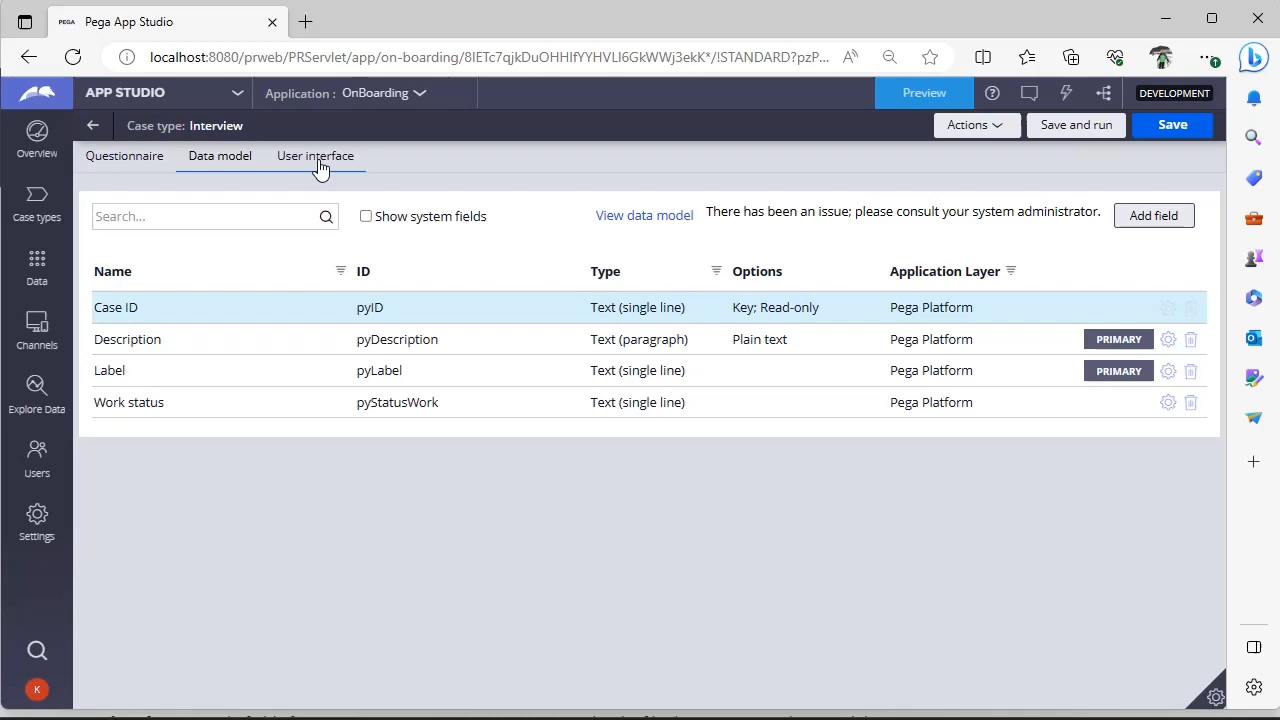 PEGA Pega App Studio
localhost:8080/prweb/PRServlet/app/on-boarding/8lETc7qjkDuOHHIfYYHVLI6GkWWj3ekK*/!STANDARD?pzP...
APP STUDIO Application : OnBoarding Preview DEVELOPMENT
Case type: Interview Actions Save and run Save
Overview
Case types
Data
Channels
Explore Data
Users
Settings
K
Questionnaire Data model User interface
Search... Show system fields View data model There has been an issue; please consult your system administrator. Add field
Name ID Type Options Application Layer
Case ID pyID Text (single line) Key; Read-only Pega Platform
Description pyDescription Text (paragraph) Plain text Pega Platform PRIMARY
Label pyLabel Text (single line) Pega Platform PRIMARY
Work status pyStatusWork Text (single line) Pega Platform